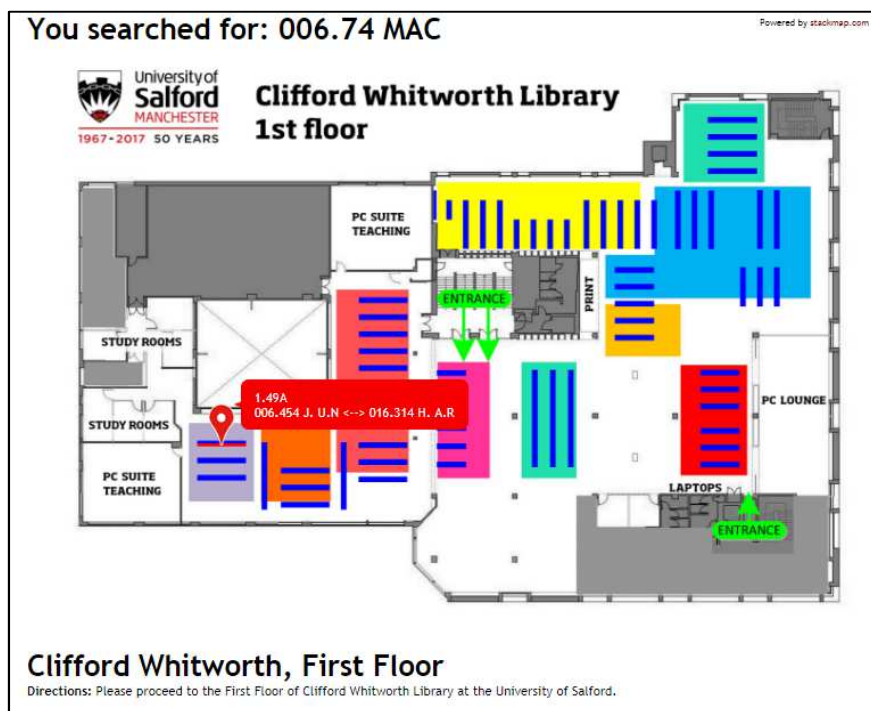 You searched for: 006.74 MAC
Powered by stackmap.com
University of
Salford
MANCHESTER
1967-2017 50 YEARS
Clifford Whitworth Library
1st floor
PC SUITE
TEACHING
ENTRANCE
PRINT
STUDY ROOMS
1.49A
006.454 J. U.N <--> 016.314 H. A.R
PC LOUNGE
STUDY ROOMS
PC SUITE
TEACHING
LAPTOPS
ENTRANCE
Clifford Whitworth, First Floor
Directions: Please proceed to the First Floor of Clifford Whitworth Library at the University of Salford.